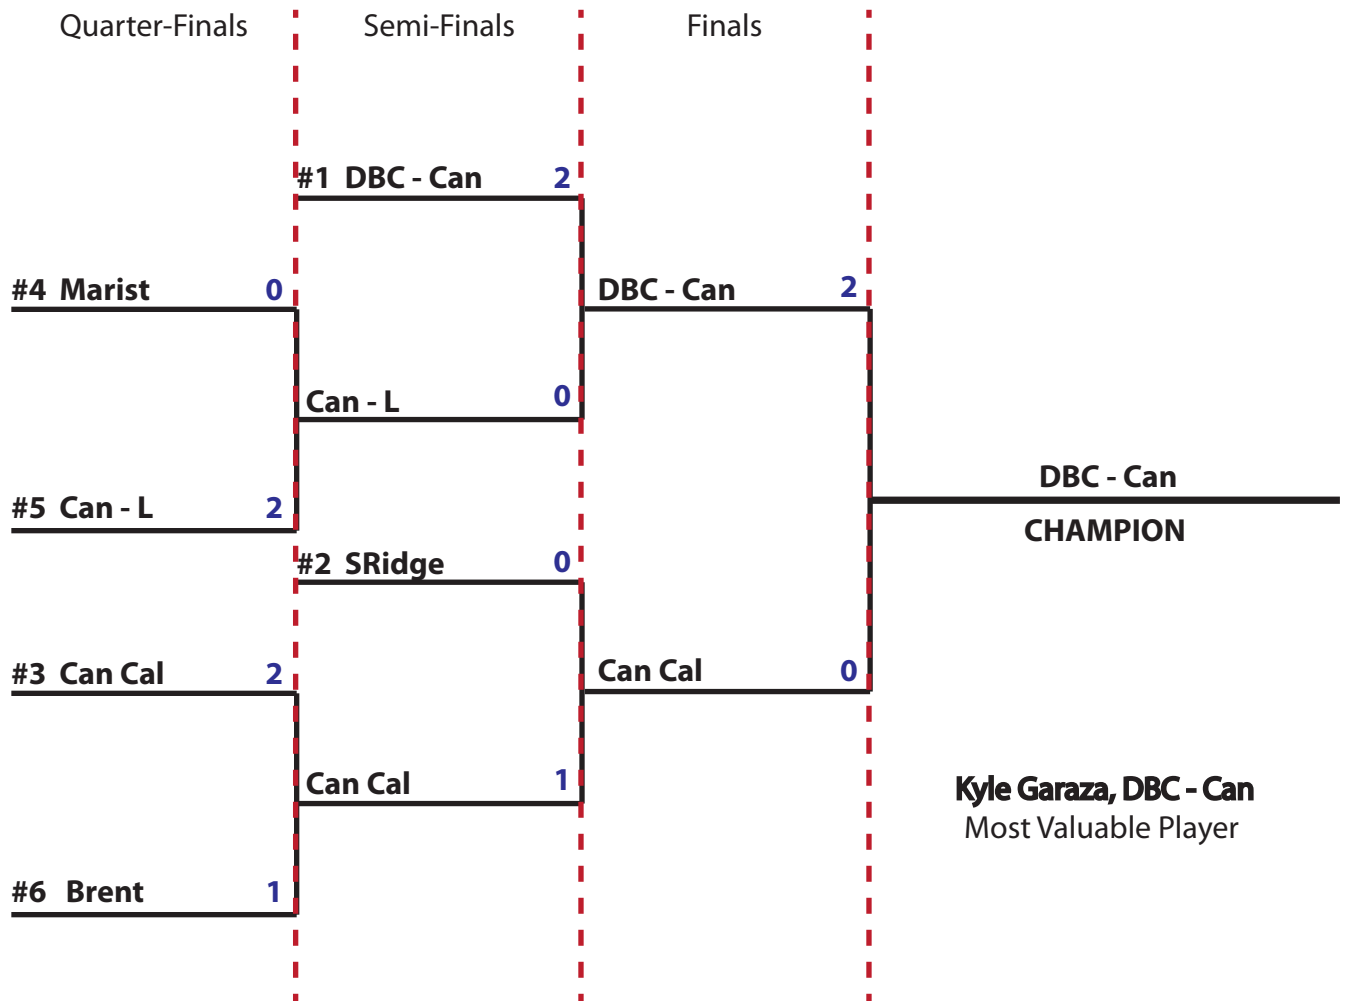 Quarter-Finals Semi-Finals Finals
#1 DBC - Can 2
#4 Marist 0
DBC - Can 2
Can - L 0
DBC - Can
#5 Can - L 2
CHAMPION
#2 SRidge 0
#3 Can Cal 2
Can Cal 0
Can Cal 1
Kyle Garaza, DBC - Can
Most Valuable Player
#6 Brent 1